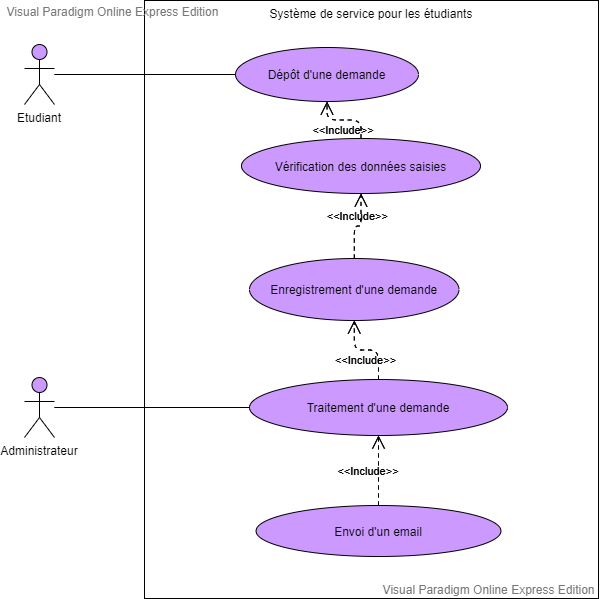 Visual Paradigm Online Express Edition
Système de service pour les étudiants
Dépôt d'une demande
Etudiant
<<Include>>
Vérification des données saisies
<<Include>>
Enregistrement d'une demande
<<Include>>
Traitement d'une demande
Administrateur
<<Include>>
Envoi d'un email
Visual Paradigm Online Express Edition